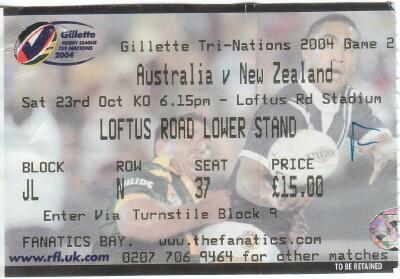 Gillette
RUGBY LEAGUE
TRI NATIONS
2004
Gillette Tri-Nations 2004 Game 2
Australia v New Zealand
Sat 23rd Oct KO 6.15pm - Loftus Rd Stadium
LOFTUS ROAD LOWER STAND
BLOCK ROW SEAT PRICE
JL N 37 £15.00
Enter Via Turnstile Block 9
FANATICS BAY. www.thefanatics.com
www.rfl.uk.com 0207 706 9464 for other matches
TO BE RETAINED